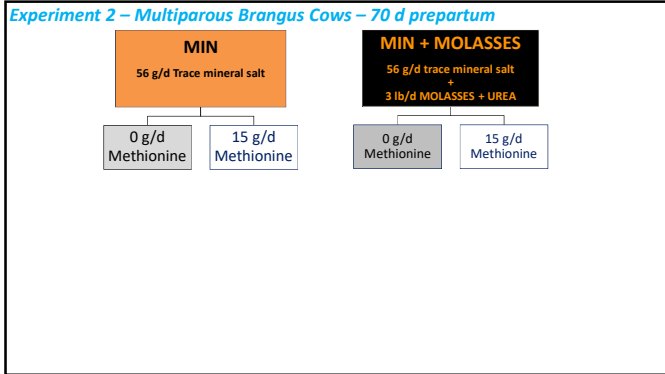 Experiment 2 – Multiparous Brangus Cows – 70 d prepartum
MIN
56 g/d Trace mineral salt
MIN + MOLASSES
56 g/d trace mineral salt
+
3 lb/d MOLASSES + UREA
0 g/d
Methionine
15 g/d
Methionine
0 g/d
Methionine
15 g/d
Methionine